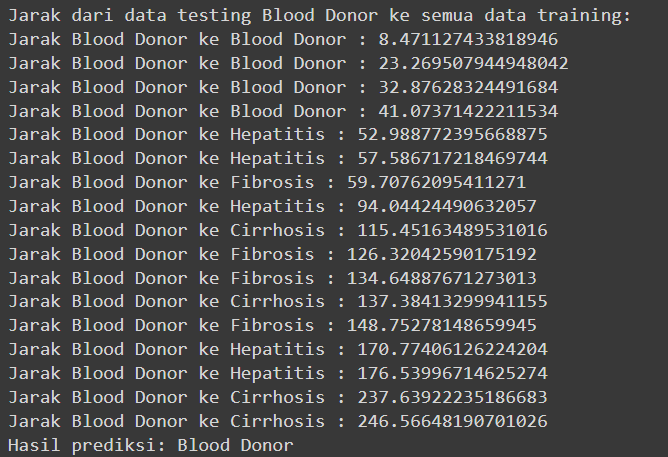 Jarak dari data testing Blood Donor ke semua data training:
Jarak Blood Donor ke Blood Donor : 8.471127433818946
Jarak Blood Donor ke Blood Donor : 23.269507944948042
Jarak Blood Donor ke Blood Donor : 32.87628324491684
Jarak Blood Donor ke Blood Donor : 41.07371422211534
Jarak Blood Donor ke Hepatitis : 52.988772395668875
Jarak Blood Donor ke Hepatitis : 57.586717218469744
Jarak Blood Donor ke Fibrosis : 59.70762095411271
Jarak Blood Donor ke Hepatitis : 94.04424490632057
Jarak Blood Donor ke Cirrhosis : 115.45163489531016
Jarak Blood Donor ke Fibrosis : 126.32042590175192
Jarak Blood Donor ke Fibrosis : 134.64887671273013
Jarak Blood Donor ke Cirrhosis : 137.38413299941155
Jarak Blood Donor ke Fibrosis : 148.75278148659945
Jarak Blood Donor ke Hepatitis : 170.77406126224204
Jarak Blood Donor ke Hepatitis : 176.53996714625274
Jarak Blood Donor ke Cirrhosis : 237.63922235186683
Jarak Blood Donor ke Cirrhosis : 246.56648190701026
Hasil prediksi: Blood Donor